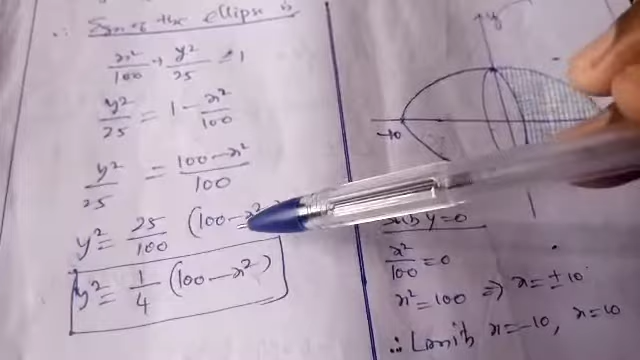 ∴ Eqn of the ellipse is
x²/100 + y²/25 = 1
y²/25 = 1 - x²/100
y²/25 = (100-x²)/100
y² = 25/100 (100-x²)
y² = 1/4 (100-x²)
y
-10
y=0
x²/100 = 0
x² = 100 ⇒ x = ±10
∴ Limit x=-10, x=10